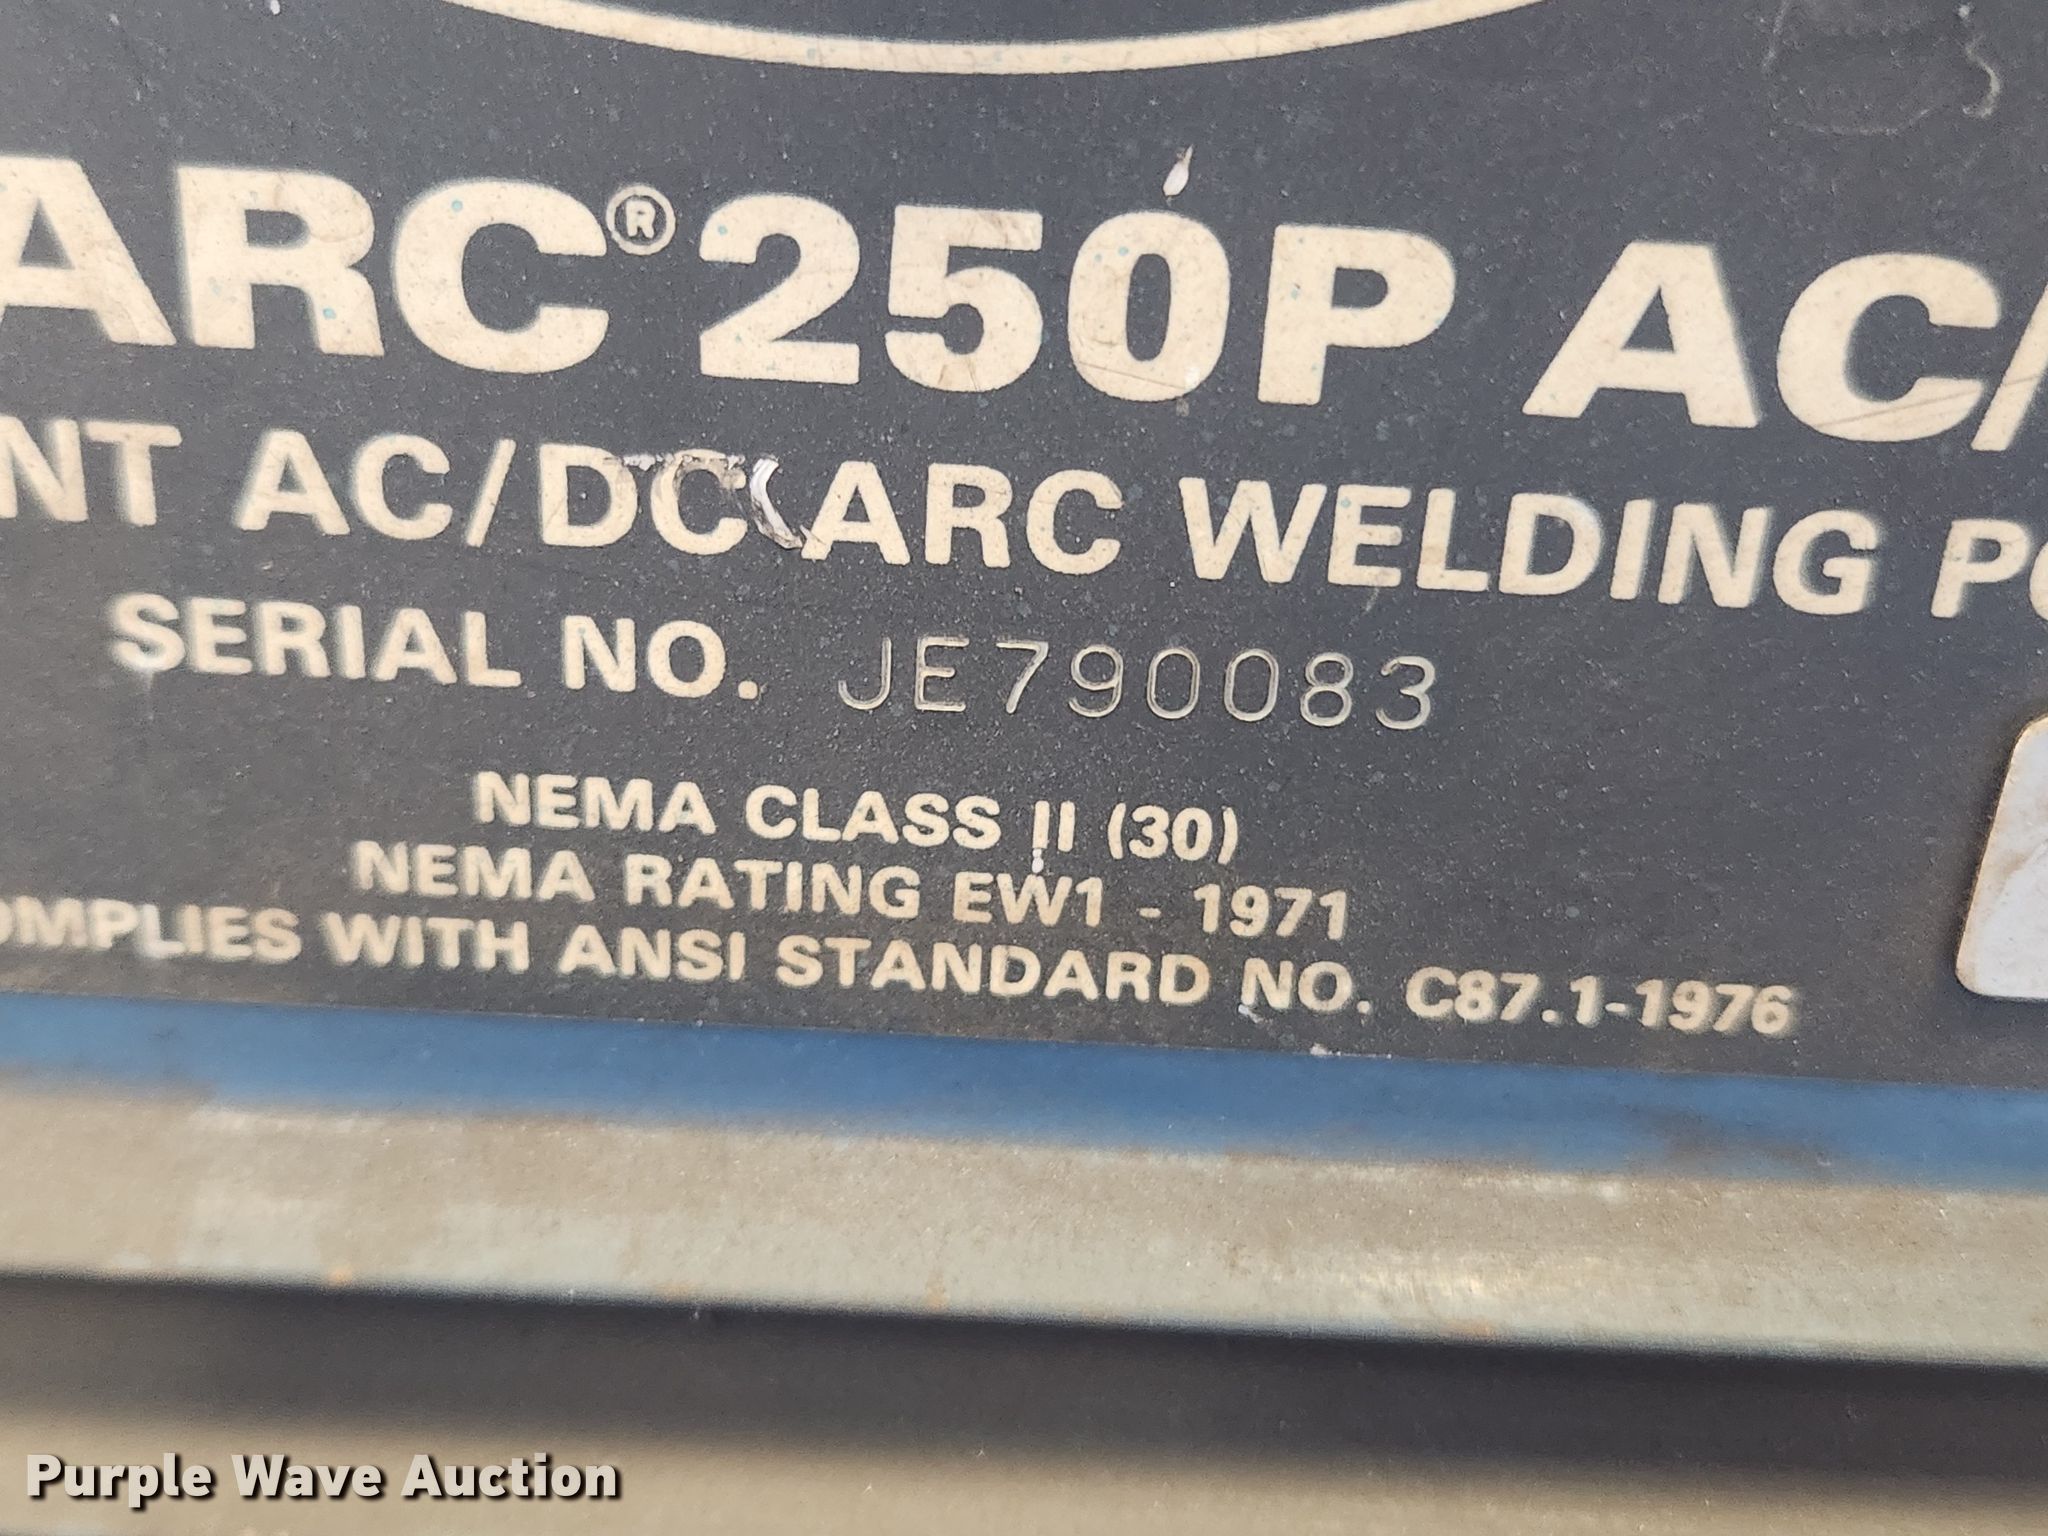 ARC® 250P AC/
NT AC/DC ARC WELDING PO
SERIAL NO. JE790083
NEMA CLASS II (30)
NEMA RATING EW1 - 1971
OMPLIES WITH ANSI STANDARD NO. C87.1-1976
Purple Wave Auction